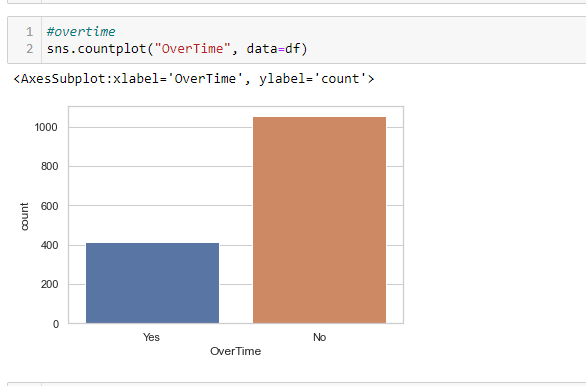 1 #overtime
2 sns.countplot("OverTime", data=df)
<AxesSubplot:xlabel='OverTime', ylabel='count'>
1000
800
600
400
200
0
count
Yes No
OverTime